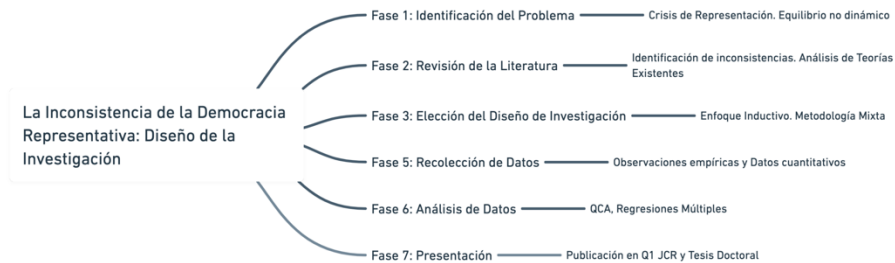 Fase 1: Identificación del Problema
Crisis de Representación. Equilibrio no dinámico
Fase 2: Revisión de la Literatura
Identificación de inconsistencias. Análisis de Teorías
Existentes
La Inconsistencia de la Democracia
Representativa: Diseño de la
Investigación
Fase 3: Elección del Diseño de Investigación
Enfoque Inductivo. Metodología Mixta
Fase 5: Recolección de Datos
Observaciones empíricas y Datos cuantitativos
Fase 6: Análisis de Datos
QCA, Regresiones Múltiples
Fase 7: Presentación
Publicación en Q1 JCR y Tesis Doctoral